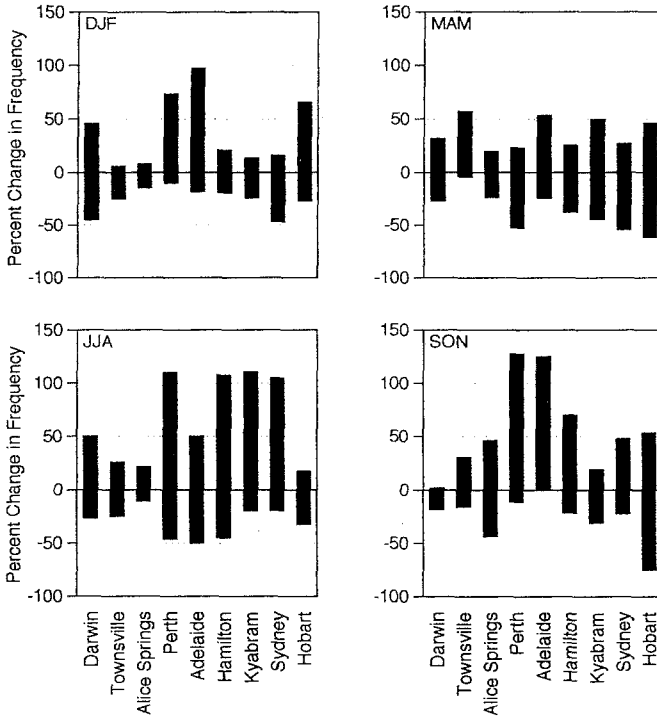 DJF
MAM
Percent Change in Frequency
150
100
50
0
-50
-100
150
100
50
0
-50
-100
JJA
SON
Percent Change in Frequency
150
100
50
0
-50
-100
150
100
50
0
-50
-100
Darwin
Townsville
Alice Springs
Perth
Adelaide
Hamilton
Kyabram
Sydney
Hobart
Darwin
Townsville
Alice Springs
Perth
Adelaide
Hamilton
Kyabram
Sydney
Hobart